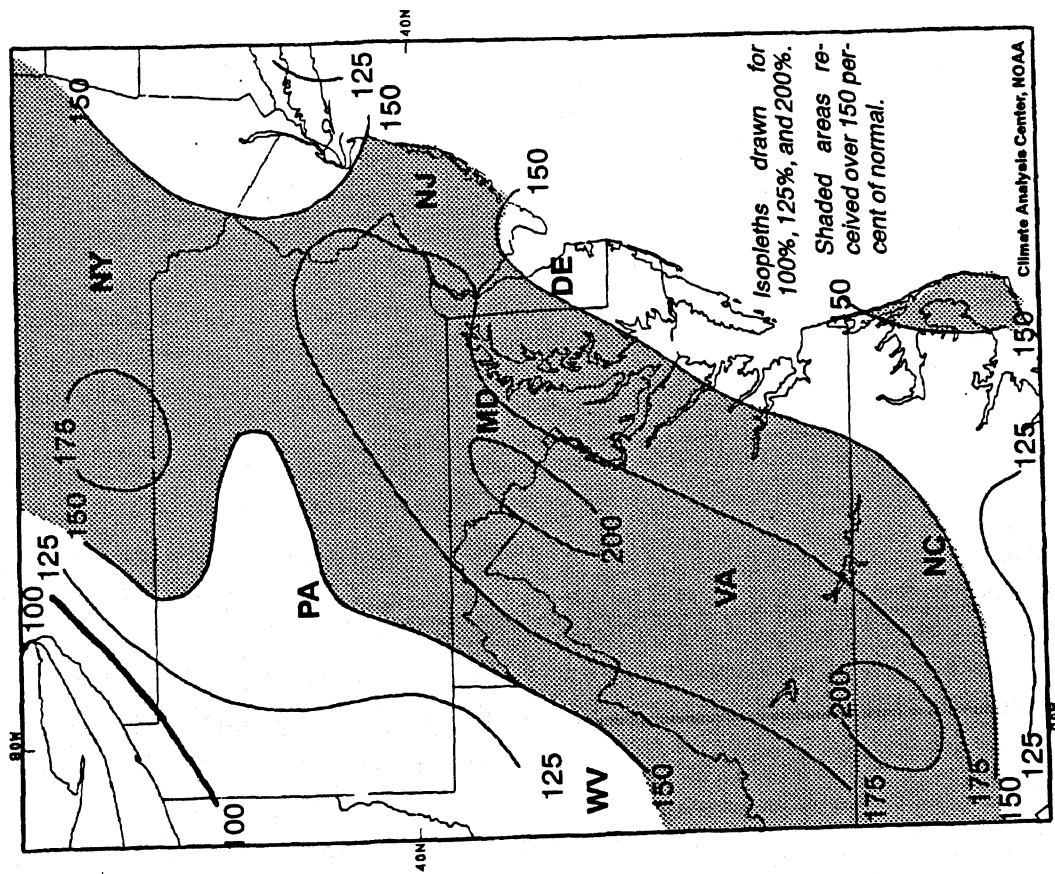 40N
150
125
150
NY
NJ
150
175
DE
Isopleths drawn for
100%, 125%, and 200%.
Shaded areas re-
ceived over 150 per-
cent of normal.
Climate Analysis Center, NOAA
150
150
MD
150
125
100
200
PA
VA
NC
125
200
80W
125
WV
150
175
175
150
125
100
40N